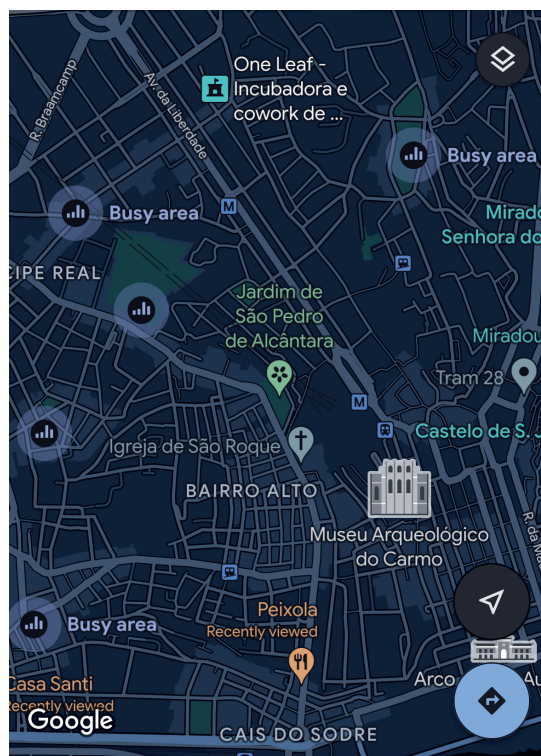 One Leaf -
Incubadora e
cowork de ...
R. Braamcamp
Av. da Liberdade
Busy area
M
Busy area
Mirado
Senhora do
CIPE REAL
Jardim de
São Pedro
de Alcântara
Miradou
Tram 28
M
Castelo de S. J
Igreja de São Roque
BAIRRO ALTO
Museu Arqueológico
do Carmo
R. da Ma
Peixola
Recently viewed
Busy area
Arco
Au
Casa Santi
Recently viewed
Google
CAIS DO SODRE